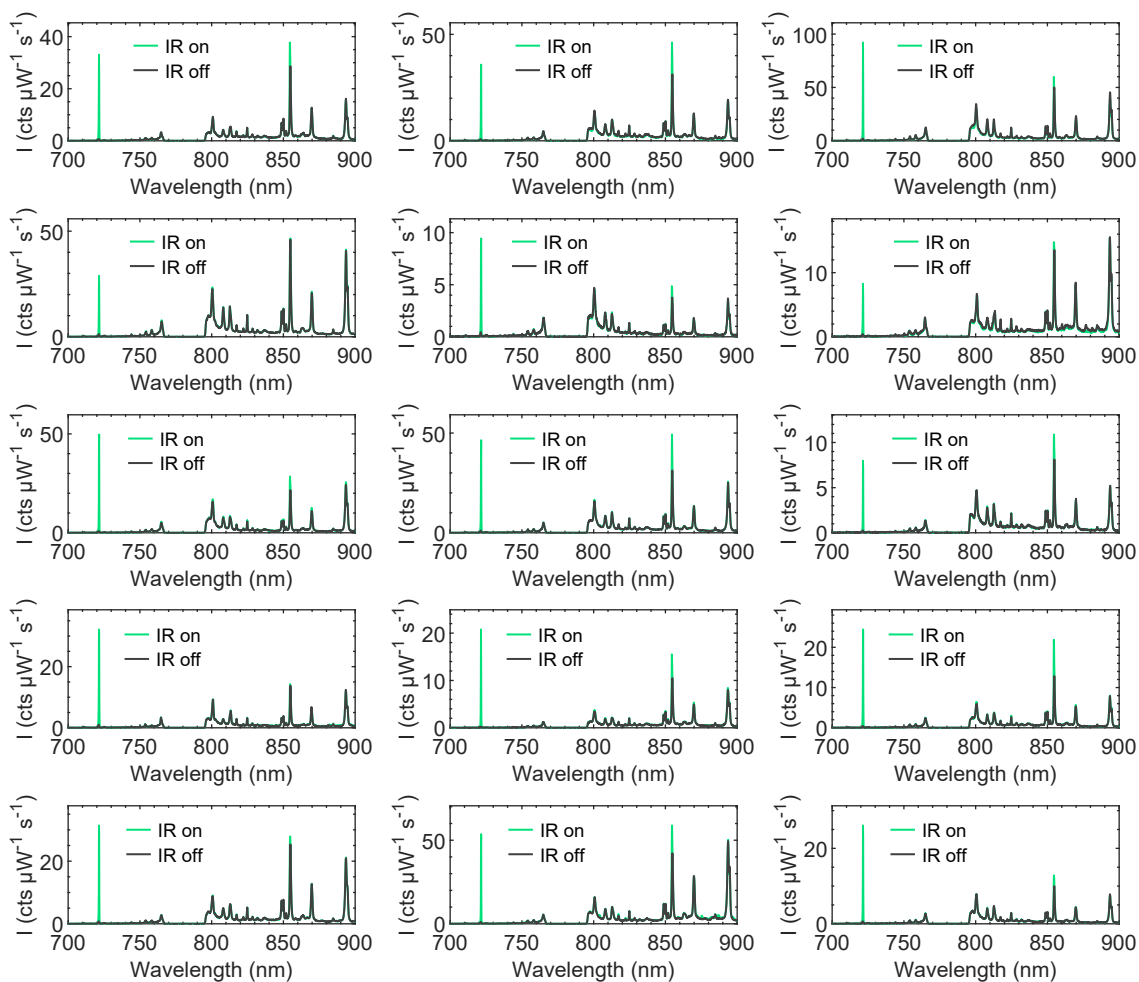 I (cts µW-1 s-1 )
40
20
0
IR on
IR off
700 750 800 850 900
Wavelength (nm)
I (cts µW-1 s-1 )
50
0
IR on
IR off
700 750 800 850 900
Wavelength (nm)
I (cts µW-1 s-1 )
100
50
0
IR on
IR off
700 750 800 850 900
Wavelength (nm)
I (cts µW-1 s-1 )
50
0
IR on
IR off
700 750 800 850 900
Wavelength (nm)
I (cts µW-1 s-1 )
10
5
0
IR on
IR off
700 750 800 850 900
Wavelength (nm)
I (cts µW-1 s-1 )
10
0
IR on
IR off
700 750 800 850 900
Wavelength (nm)
I (cts µW-1 s-1 )
50
0
IR on
IR off
700 750 800 850 900
Wavelength (nm)
I (cts µW-1 s-1 )
50
0
IR on
IR off
700 750 800 850 900
Wavelength (nm)
I (cts µW-1 s-1 )
10
5
0
IR on
IR off
700 750 800 850 900
Wavelength (nm)
I (cts µW-1 s-1 )
20
0
IR on
IR off
700 750 800 850 900
Wavelength (nm)
I (cts µW-1 s-1 )
20
10
0
IR on
IR off
700 750 800 850 900
Wavelength (nm)
I (cts µW-1 s-1 )
20
10
0
IR on
IR off
700 750 800 850 900
Wavelength (nm)
I (cts µW-1 s-1 )
20
0
IR on
IR off
700 750 800 850 900
Wavelength (nm)
I (cts µW-1 s-1 )
50
0
IR on
IR off
700 750 800 850 900
Wavelength (nm)
I (cts µW-1 s-1 )
20
0
IR on
IR off
700 750 800 850 900
Wavelength (nm)